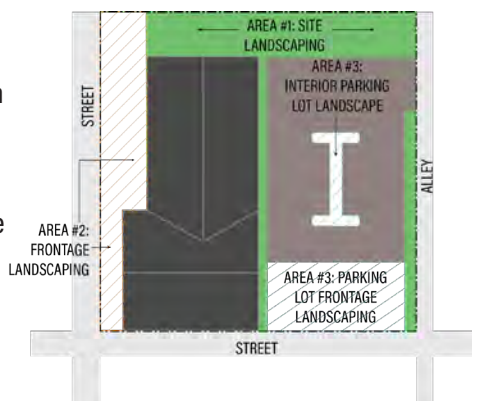 AREA #1: SITE
LANDSCAPING
AREA #3:
INTERIOR PARKING
LOT LANDSCAPE
STREET
ALLEY
n
e
AREA #2:
FRONTAGE
LANDSCAPING
AREA #3: PARKING
LOT FRONTAGE
LANDSCAPING
STREET